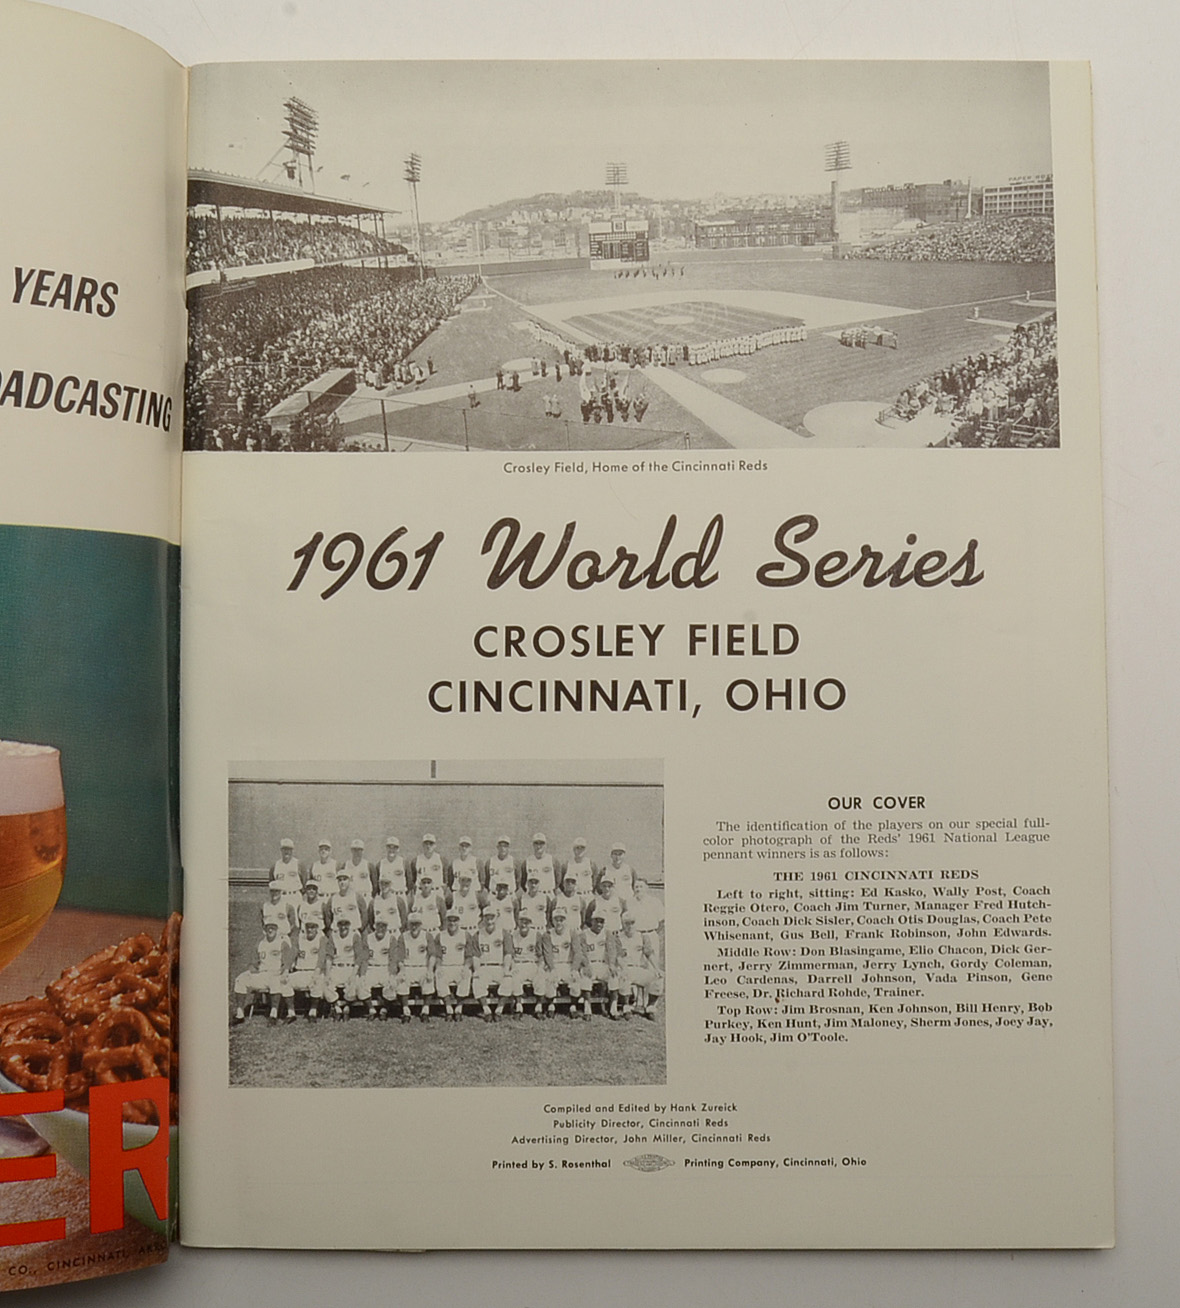 YEARS
OADCASTING
ER
CO., CINCINNATI,
Crosley Field, Home of the Cincinnati Reds
1961 World Series
CROSLEY FIELD
CINCINNATI, OHIO
OUR COVER
The identification of the players on our special full-
color photograph of the Reds' 1961 National League
pennant winners is as follows:
THE 1961 CINCINNATI REDS
Left to right, sitting: Ed Kasko, Wally Post, Coach
Reggie Otero, Coach Jim Turner, Manager Fred Hutch-
inson, Coach Dick Sisler, Coach Otis Douglas, Coach Pete
Whisenant, Gus Bell, Frank Robinson, John Edwards.
Middle Row: Don Blasingame, Elio Chacon, Dick Ger-
nert, Jerry Zimmerman, Jerry Lynch, Gordy Coleman,
Leo Cardenas, Darrell Johnson, Vada Pinson, Gene
Freese, Dr. Richard Rohde, Trainer.
Top Row: Jim Brosnan, Ken Johnson, Bill Henry, Bob
Purkey, Ken Hunt, Jim Maloney, Sherm Jones, Joey Jay,
Jay Hook, Jim O'Toole.
Compiled and Edited by Hank Zureick
Publicity Director, Cincinnati Reds
Advertising Director, John Miller, Cincinnati Reds
Printed by S. Rosenthal Printing Company, Cincinnati, Ohio